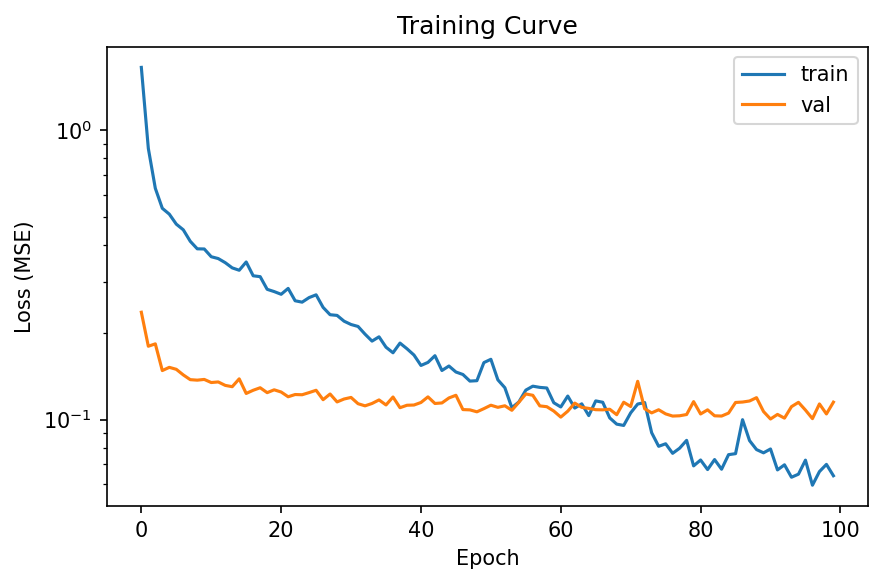 Training Curve
train
val
10⁰
10⁻¹
Loss (MSE)
0 20 40 60 80 100
Epoch